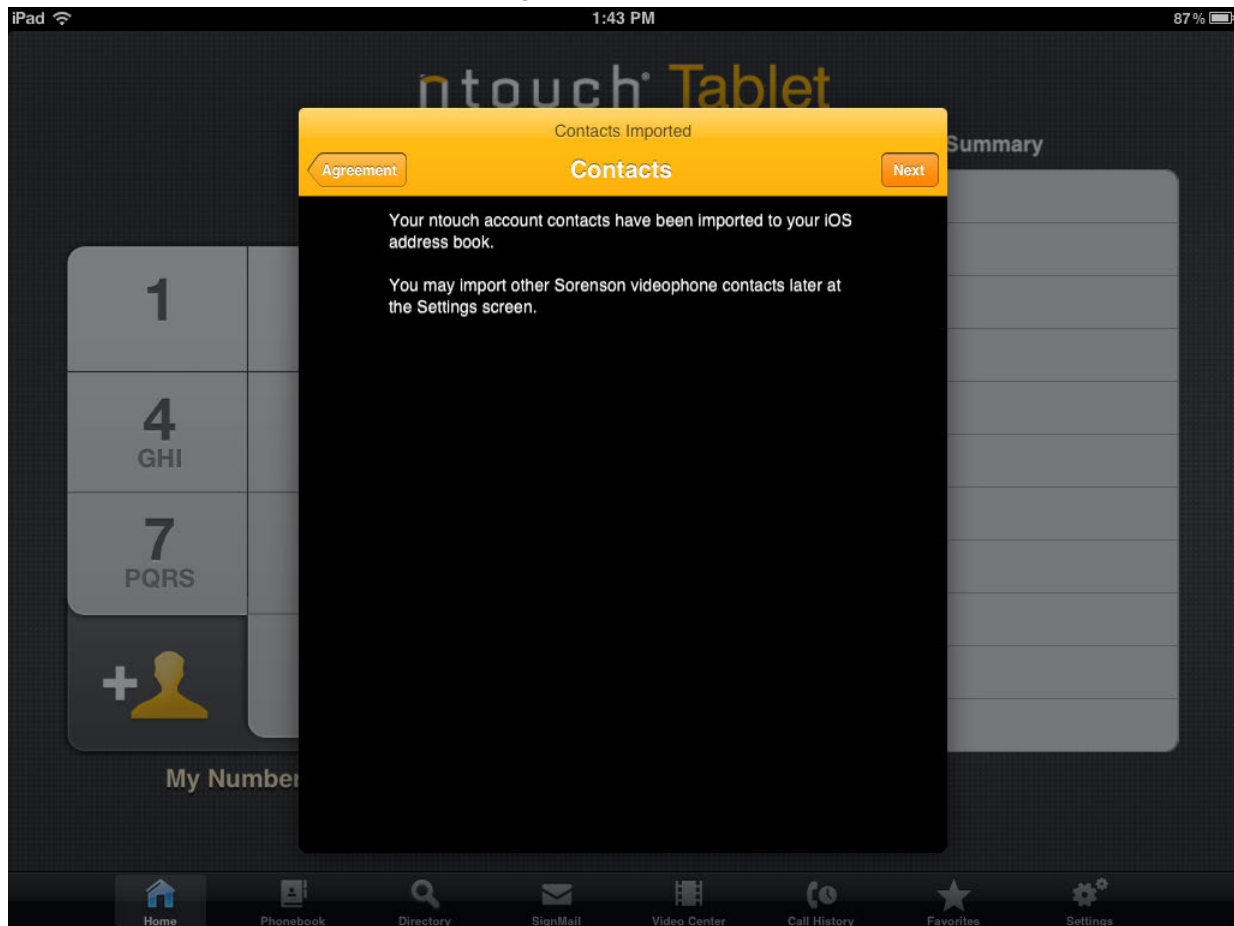 iPad 1:43 PM 87%
ntouch® Tablet
Contacts Imported
Summary
Agreement Contacts Next
Your ntouch account contacts have been imported to your iOS
address book.
You may import other Sorenson videophone contacts later at
the Settings screen.
1
4
GHI
7
PQRS
+
My Number
Home Phonebook Directory SignMail Video Center Call History Favorites Settings